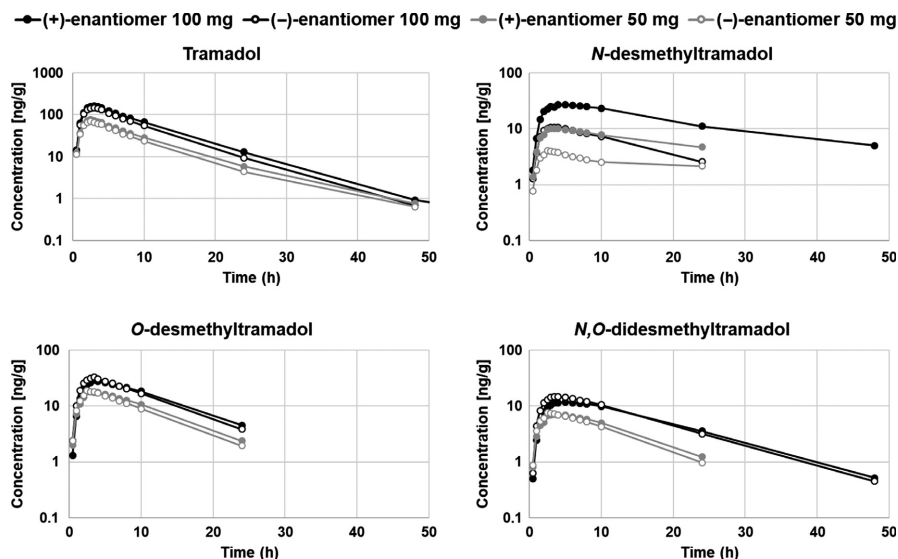 (+)-enantiomer 100 mg (−)-enantiomer 100 mg (+)-enantiomer 50 mg (−)-enantiomer 50 mg
Tramadol
Concentration [ng/g]
1000
100
10
1
0.1
0 10 20 30 40 50
Time (h)
N-desmethyltramadol
Concentration [ng/g]
100
10
1
0.1
0 10 20 30 40 50
Time (h)
O-desmethyltramadol
Concentration [ng/g]
100
10
1
0.1
0 10 20 30 40 50
Time (h)
N,O-didesmethyltramadol
Concentration [ng/g]
100
10
1
0.1
0 10 20 30 40 50
Time (h)